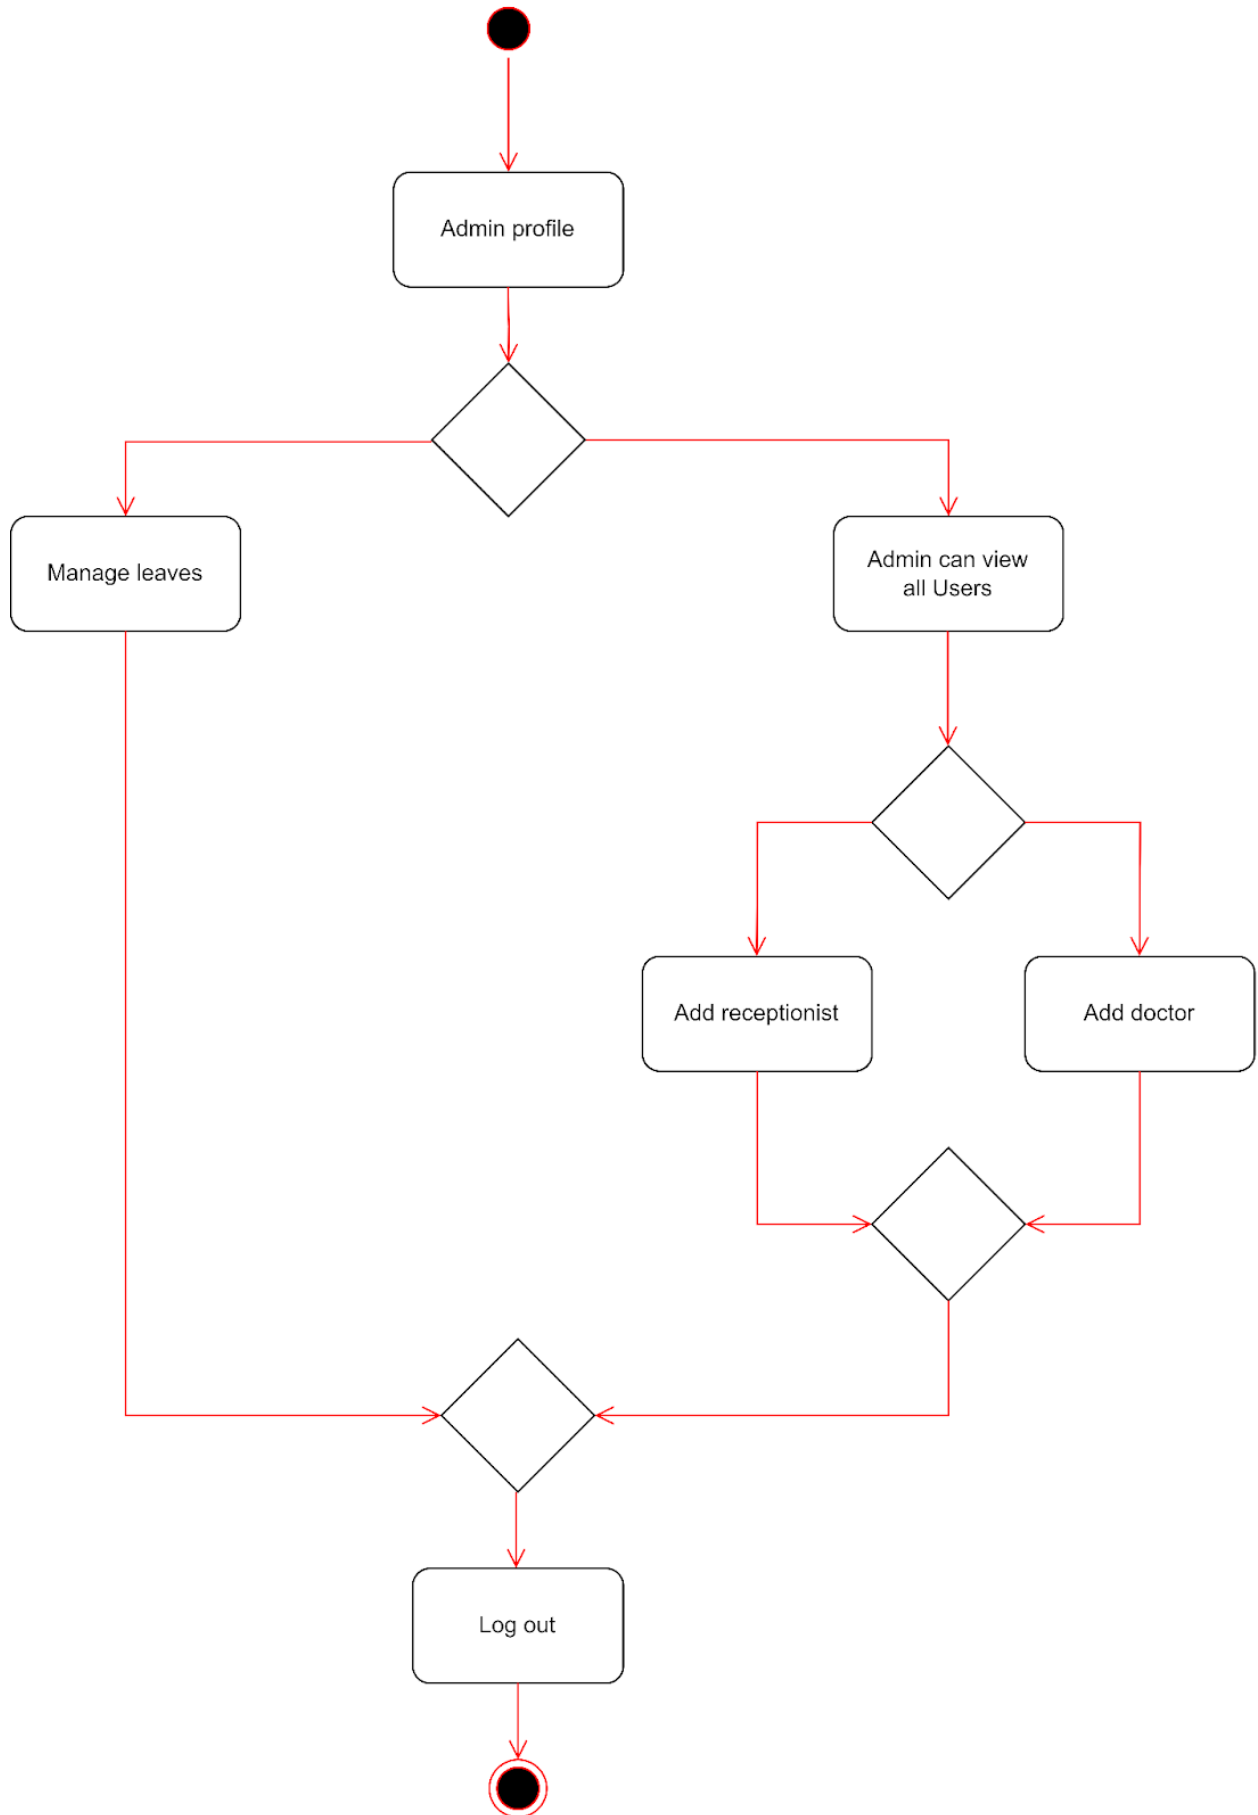 Admin profile
Manage leaves
Admin can view
all Users
Add receptionist
Add doctor
Log out